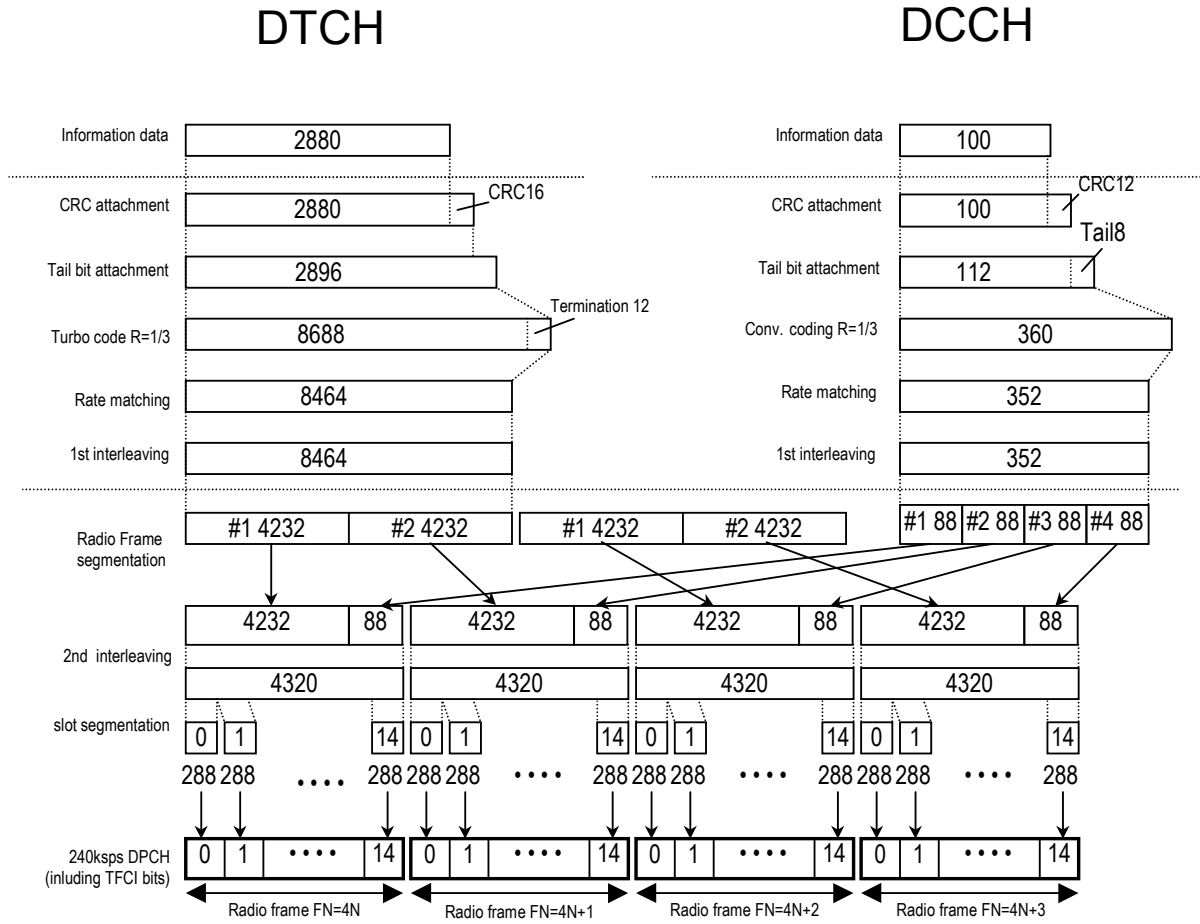 DTCH DCCH
Information data 2880 Information data 100
CRC attachment 2880 CRC16 CRC attachment 100 CRC12
Tail bit attachment 2896 Tail bit attachment 112 Tail8
Turbo code R=1/3 8688 Termination 12 Conv. coding R=1/3 360
Rate matching 8464 Rate matching 352
1st interleaving 8464 1st interleaving 352
Radio Frame
segmentation
#1 4232 #2 4232 #1 4232 #2 4232 #1 88 #2 88 #3 88 #4 88
4232 88 4232 88 4232 88 4232 88
2nd interleaving
4320 4320 4320 4320
slot segmentation
0 1 14 0 1 14 0 1 14 0 1 14
288 288 •••• 288 288 288 •••• 288 288 288 •••• 288 288 288 •••• 288
240ksps DPCH
(inluding TFCI bits)
0 1 •••• 14 0 1 •••• 14 0 1 •••• 14 0 1 •••• 14
Radio frame FN=4N Radio frame FN=4N+1 Radio frame FN=4N+2 Radio frame FN=4N+3